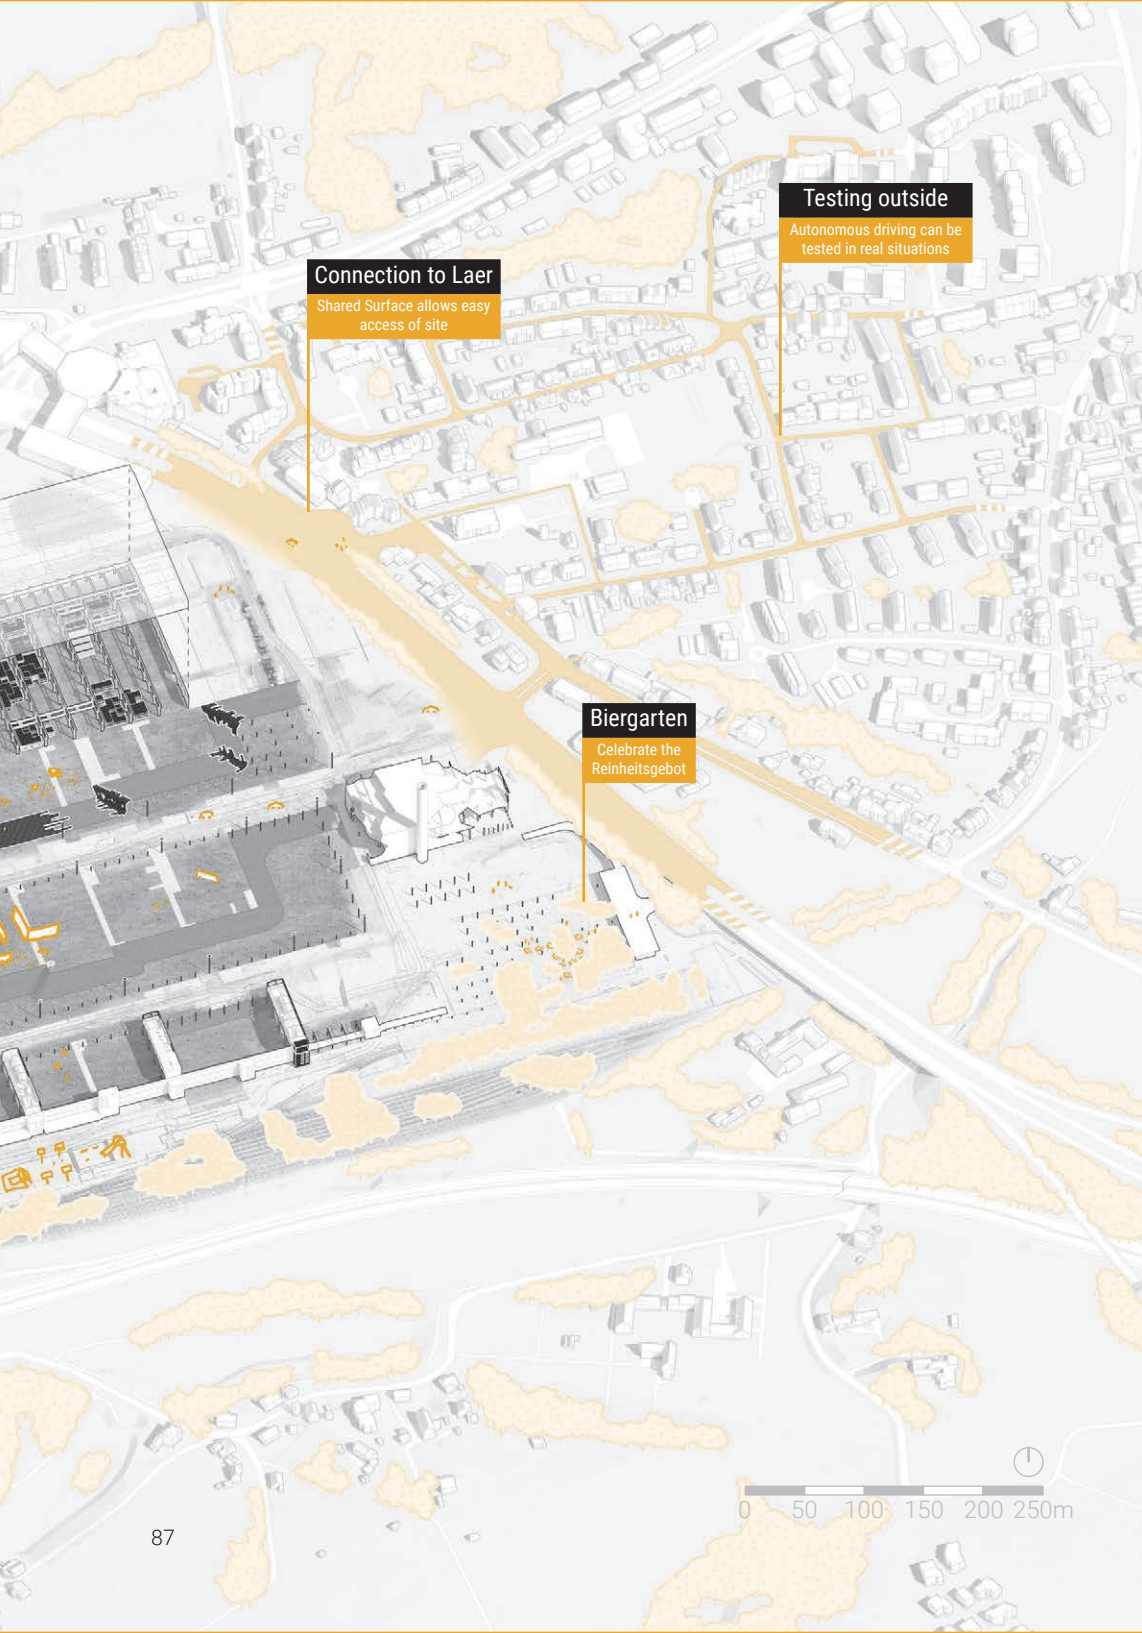 Testing outside
Autonomous driving can be
tested in real situations
Connection to Laer
Shared Surface allows easy
access of site
Biergarten
Celebrate the
Reinheitsgebot
0 50 100 150 200 250m
87